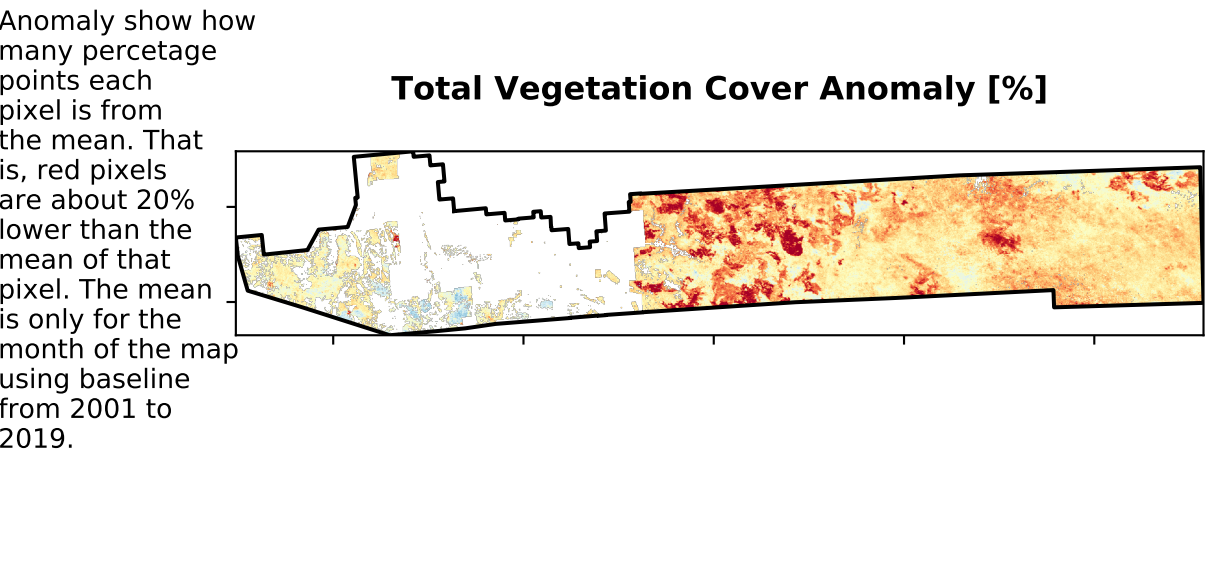 Anomaly show how
many percetage
points each
pixel is from
the mean. That
is, red pixels
are about 20%
lower than the
mean of that
pixel. The mean
is only for the
month of the map
using baseline
from 2001 to
2019.
Total Vegetation Cover Anomaly [%]